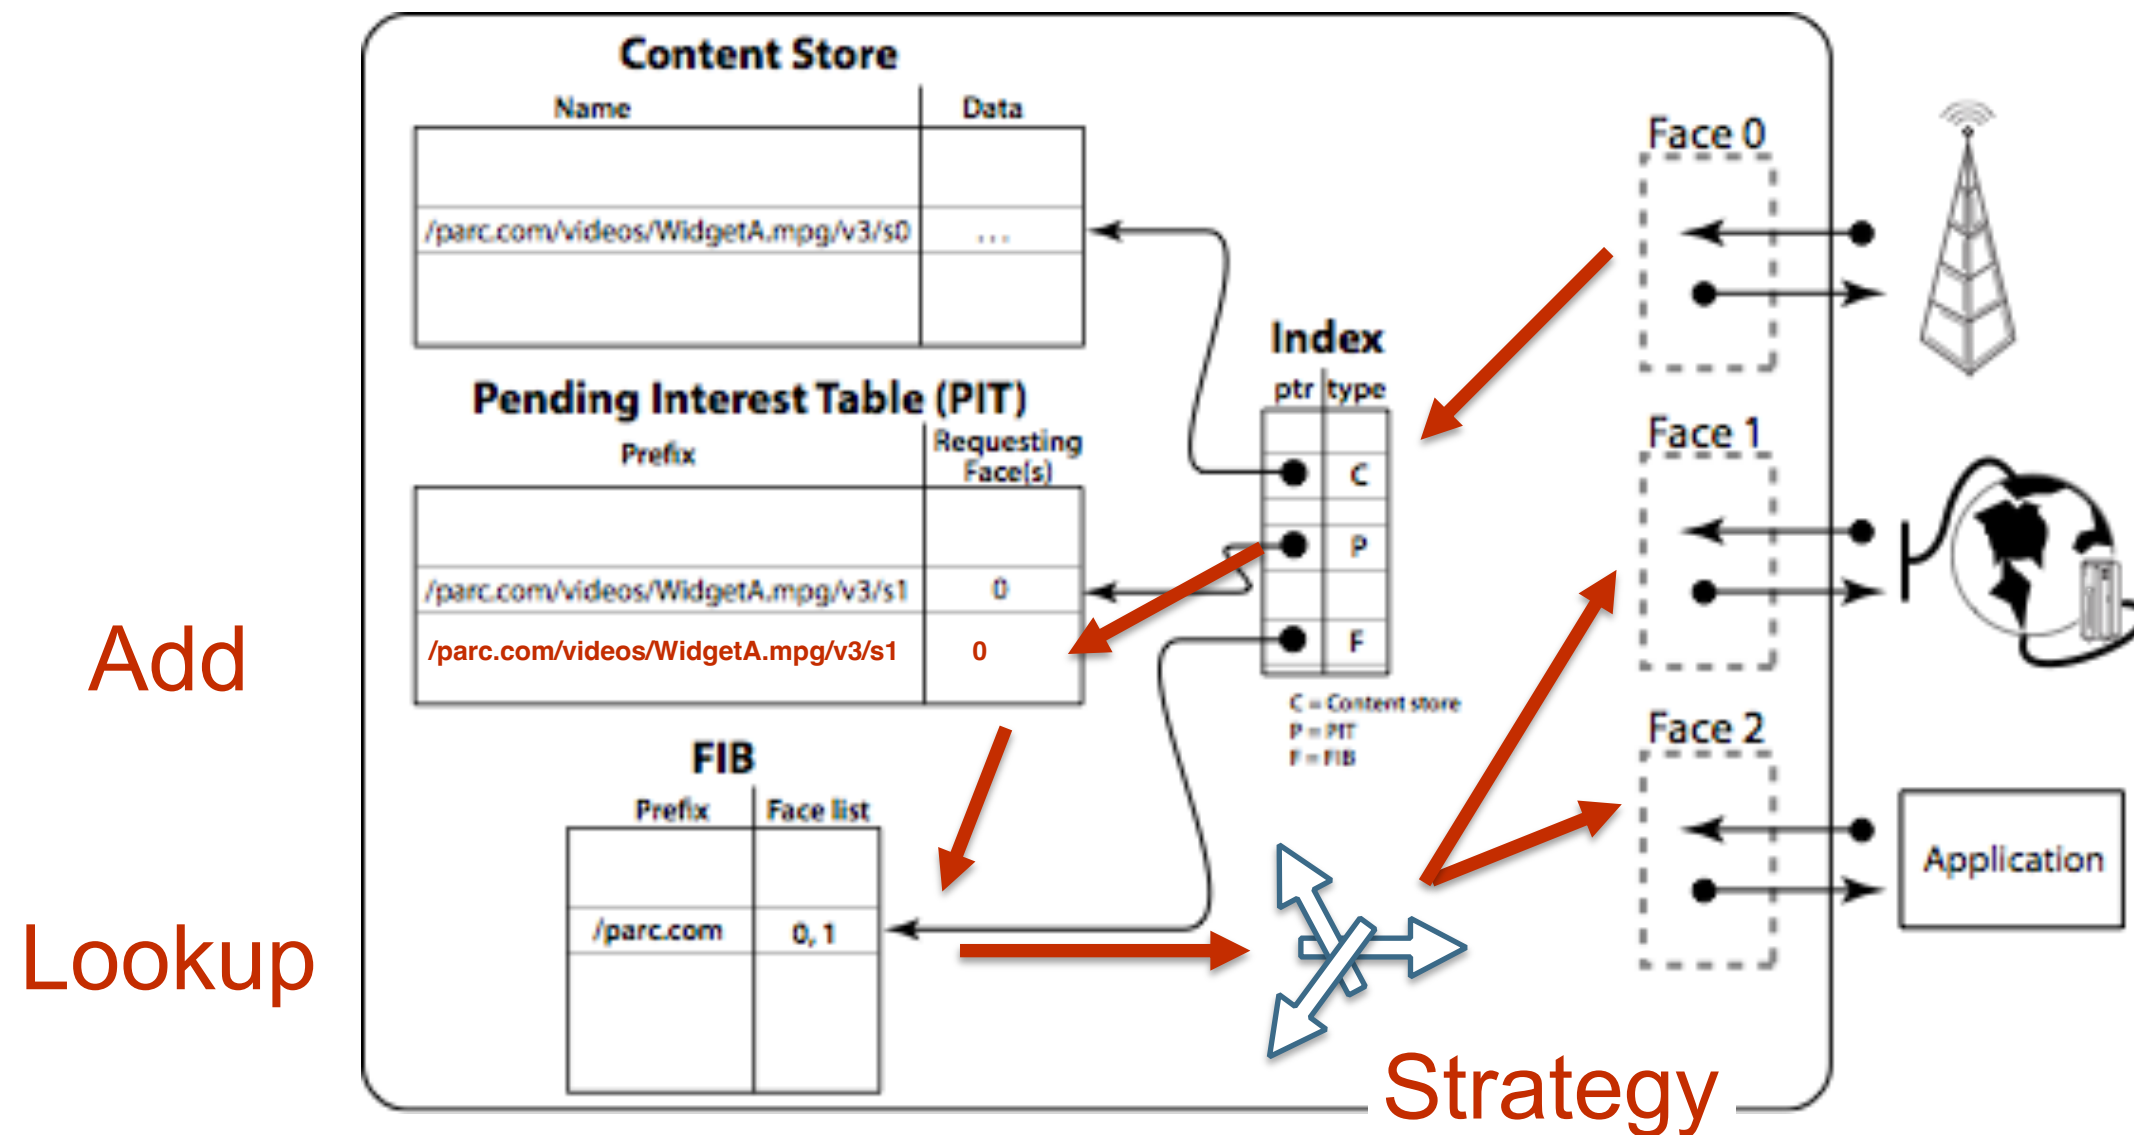 Content Store
Name Data
/parc.com/videos/WidgetA.mpg/v3/s0 ...
Pending Interest Table (PIT)
Prefix Requesting
Face(s)
/parc.com/videos/WidgetA.mpg/v3/s1 0
/parc.com/videos/WidgetA.mpg/v3/s1 0
Add
FIB
Prefix Face list
/parc.com 0, 1
Lookup
Index
ptr type
C
P
F
C = Content store
P = PIT
F = FIB
Face 0
Face 1
Face 2
Application
Strategy